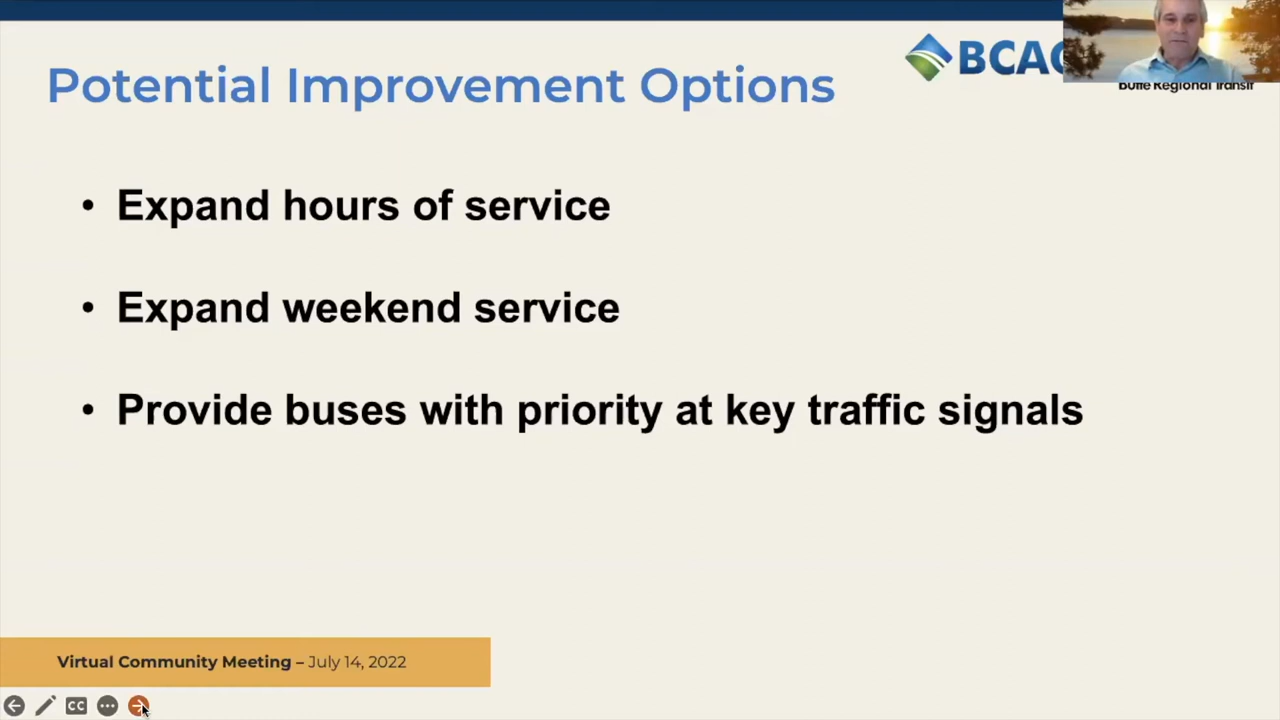 Potential Improvement Options
BCAG
Butte Regional Transit
• Expand hours of service
• Expand weekend service
• Provide buses with priority at key traffic signals
Virtual Community Meeting – July 14, 2022
CC